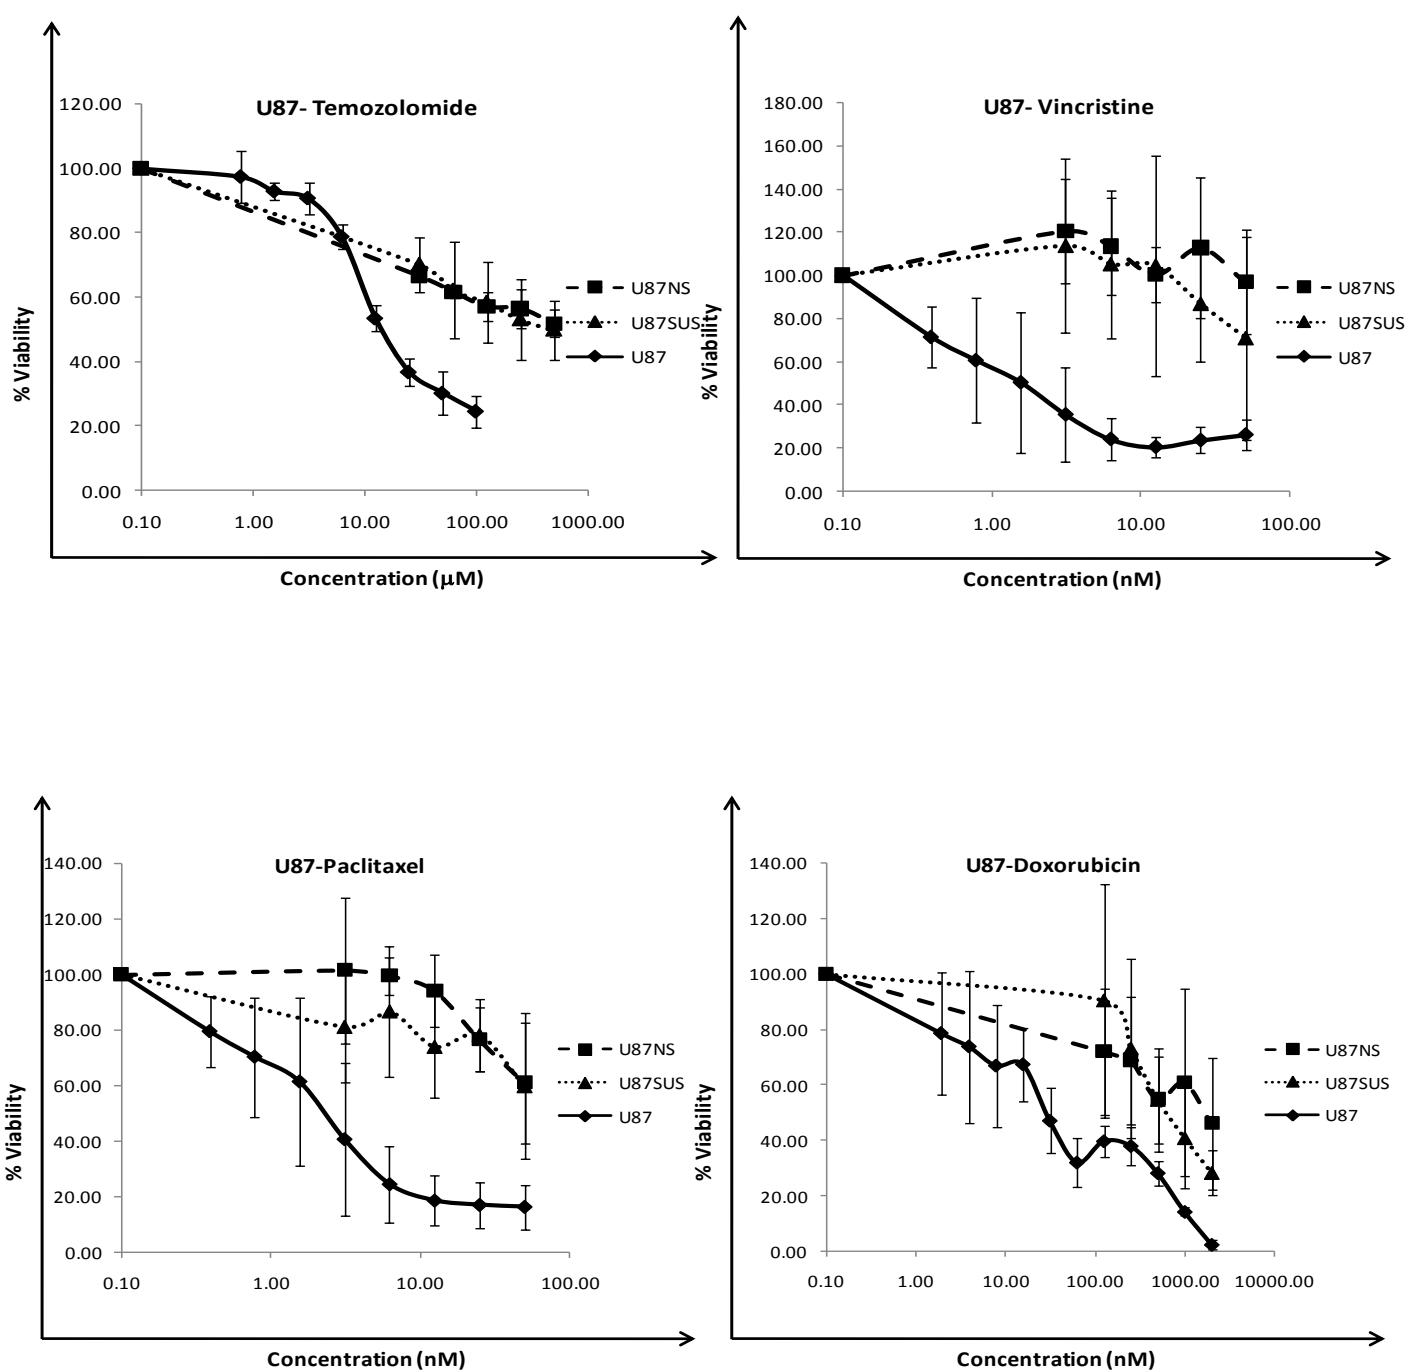 U87- Temozolomide
120.00
100.00
80.00
60.00
40.00
20.00
0.00
0.10 1.00 10.00 100.00 1000.00
% Viability
Concentration (μM)
U87NS
U87SUS
U87
U87- Vincristine
180.00
160.00
140.00
120.00
100.00
80.00
60.00
40.00
20.00
0.00
0.10 1.00 10.00 100.00
% Viability
Concentration (nM)
U87NS
U87SUS
U87
U87-Paclitaxel
140.00
120.00
100.00
80.00
60.00
40.00
20.00
0.00
0.10 1.00 10.00 100.00
% Viability
Concentration (nM)
U87NS
U87SUS
U87
U87-Doxorubicin
140.00
120.00
100.00
80.00
60.00
40.00
20.00
0.00
0.10 1.00 10.00 100.00 1000.00 10000.00
% Viability
Concentration (nM)
U87NS
U87SUS
U87